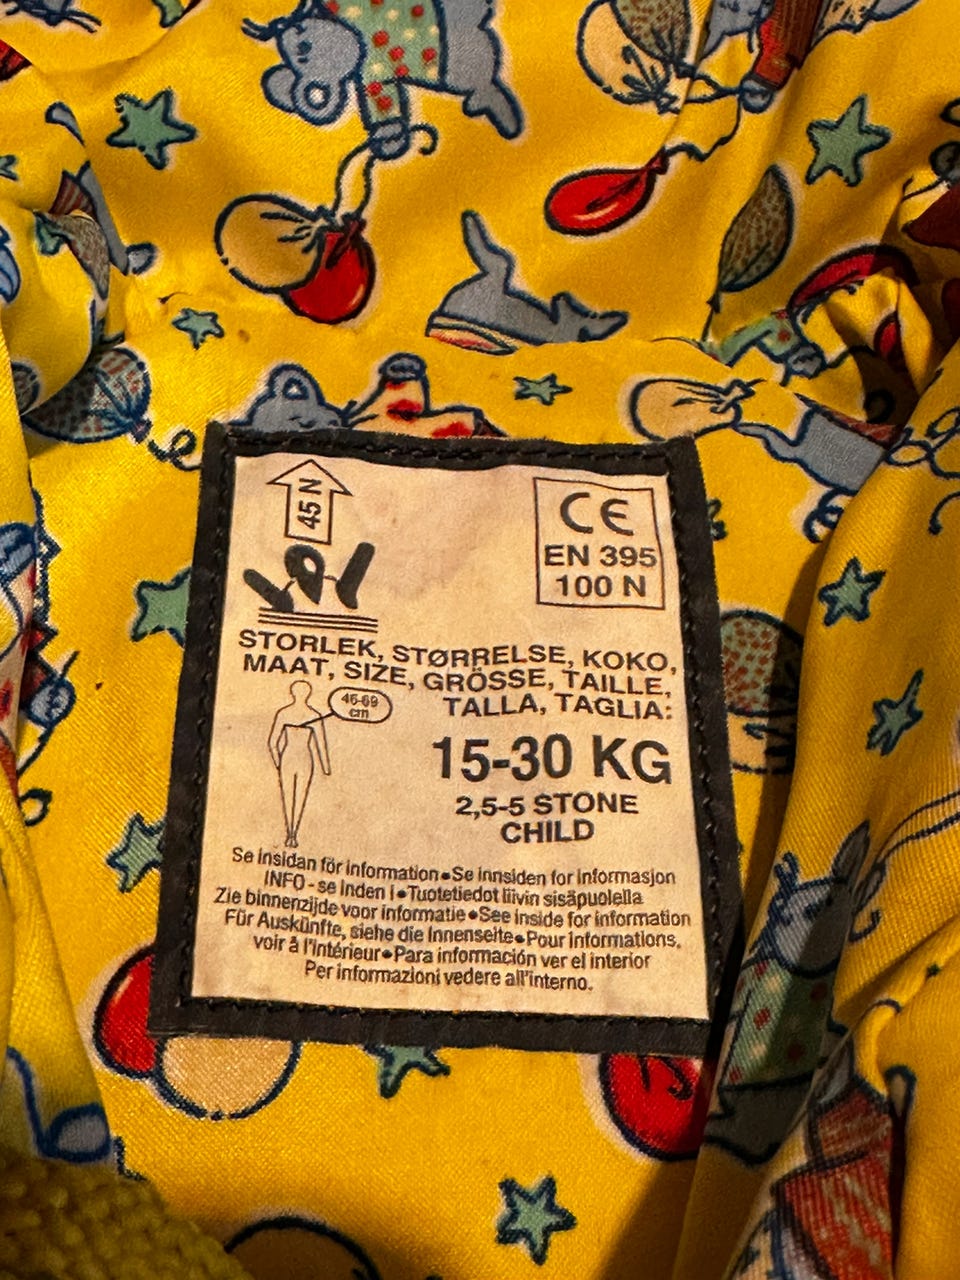 45 N
CE
EN 395
100 N
STORLEK, STØRRELSE, KOKO,
MAAT, SIZE, GRÖSSE, TAILLE,
TALLA, TAGLIA:
46-69
cm
15-30 KG
2,5-5 STONE
CHILD
Se insidan för information • Se innsiden for informasjon
INFO - se inden i • Tuotetiedot liivin sisäpuolella
Zie binnenzijde voor informatie • See inside for information
Für Auskünfte, siehe die Innenseite • Pour informations,
voir à l'intérieur • Para información ver el interior
Per informazioni vedere all'interno.